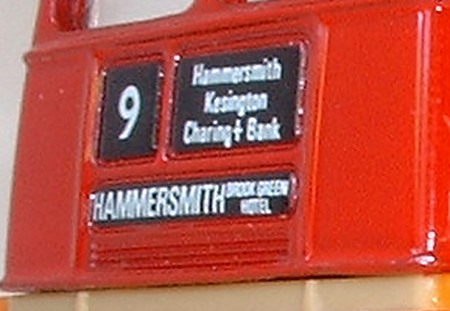 9
Hammersmith
Kesington
Charing+ Bank
HAMMERSMITH BROOK GREEN
HOTEL